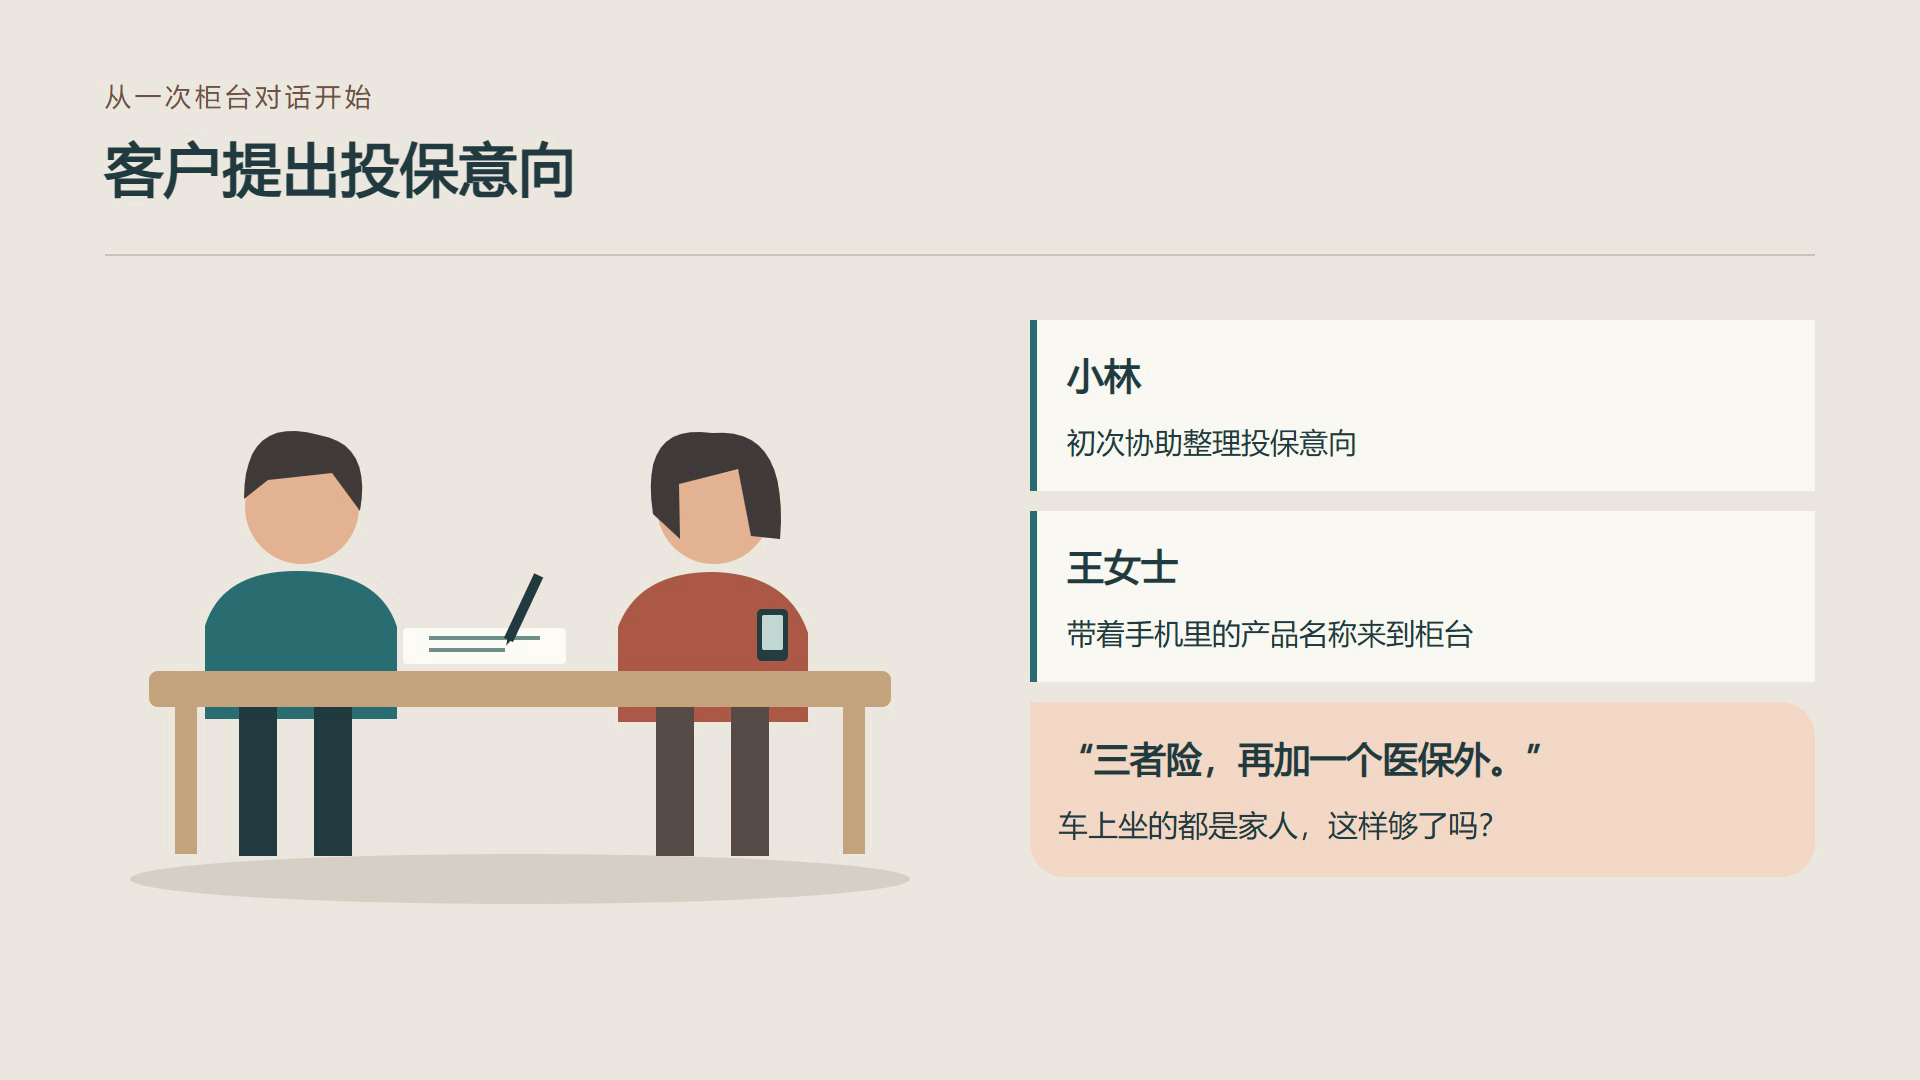 从一次柜台对话开始
客户提出投保意向
小林
初次协助整理投保意向
王女士
带着手机里的产品名称来到柜台
“三者险，再加一个医保外。”
车上坐的都是家人，这样够了吗？